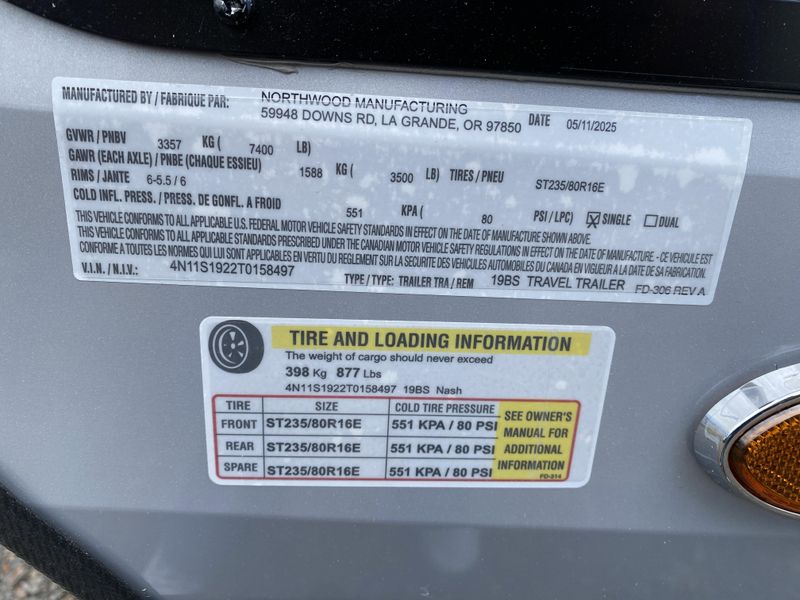 MANUFACTURED BY / FABRIQUE PAR: NORTHWOOD MANUFACTURING
59948 DOWNS RD, LA GRANDE, OR 97850 DATE 05/11/2025
GVWR / PNBV 3357 KG ( 7400 LB)
GAWR (EACH AXLE) / PNBE (CHAQUE ESSIEU) 1588 KG ( 3500 LB) TIRES / PNEU ST235/80R16E
RIMS / JANTE 6-5.5 / 6
COLD INFL. PRESS. / PRESS. DE GONFL. A FROID 551 KPA ( 80 PSI / LPC) SINGLE DUAL
THIS VEHICLE CONFORMS TO ALL APPLICABLE U.S. FEDERAL MOTOR VEHICLE SAFETY STANDARDS IN EFFECT ON THE DATE OF MANUFACTURE SHOWN ABOVE.
THIS VEHICLE CONFORMS TO ALL APPLICABLE STANDARDS PRESCRIBED UNDER THE CANADIAN MOTOR VEHICLE SAFETY REGULATIONS IN EFFECT ON THE DATE OF MANUFACTURE. - CE VEHICULE EST
CONFORME A TOUTES LES NORMES QUI LUI SONT APPLICABLES EN VERTU DU REGLEMENT SUR LA SECURITE DES VEHICULES AUTOMOBILES DU CANADA EN VIGUEUR A LA DATE DE SA FABRICATION.
V.I.N. / N.I.V.: 4N11S1922T0158497 TYPE / TYPE: TRAILER TRA / REM 19BS TRAVEL TRAILER FD-306 REV A
TIRE AND LOADING INFORMATION
The weight of cargo should never exceed
398 Kg 877 Lbs
4N11S1922T0158497 19BS Nash
TIRE SIZE COLD TIRE PRESSURE
FRONT ST235/80R16E 551 KPA / 80 PSI
REAR ST235/80R16E 551 KPA / 80 PSI
SPARE ST235/80R16E 551 KPA / 80 PSI
SEE OWNER'S
MANUAL FOR
ADDITIONAL
INFORMATION
FD-314